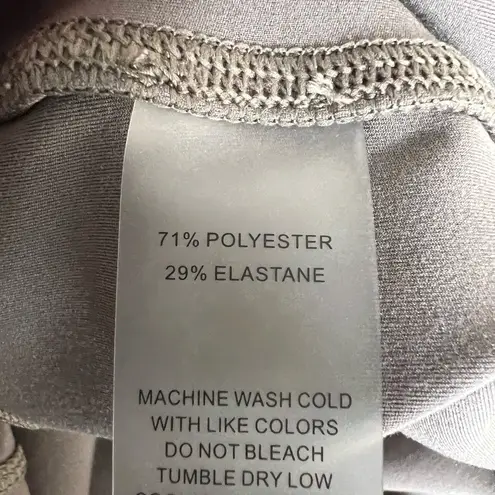 71% POLYESTER
29% ELASTANE
MACHINE WASH COLD
WITH LIKE COLORS
DO NOT BLEACH
TUMBLE DRY LOW